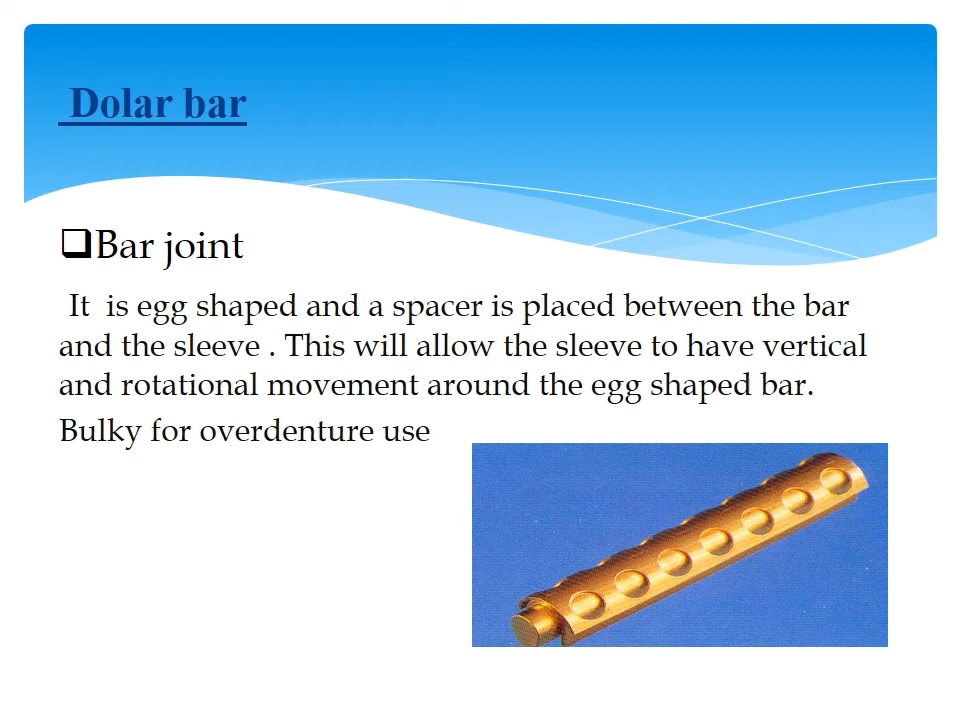 Dolar bar
❑Bar joint
It is egg shaped and a spacer is placed between the bar
and the sleeve . This will allow the sleeve to have vertical
and rotational movement around the egg shaped bar.
Bulky for overdenture use